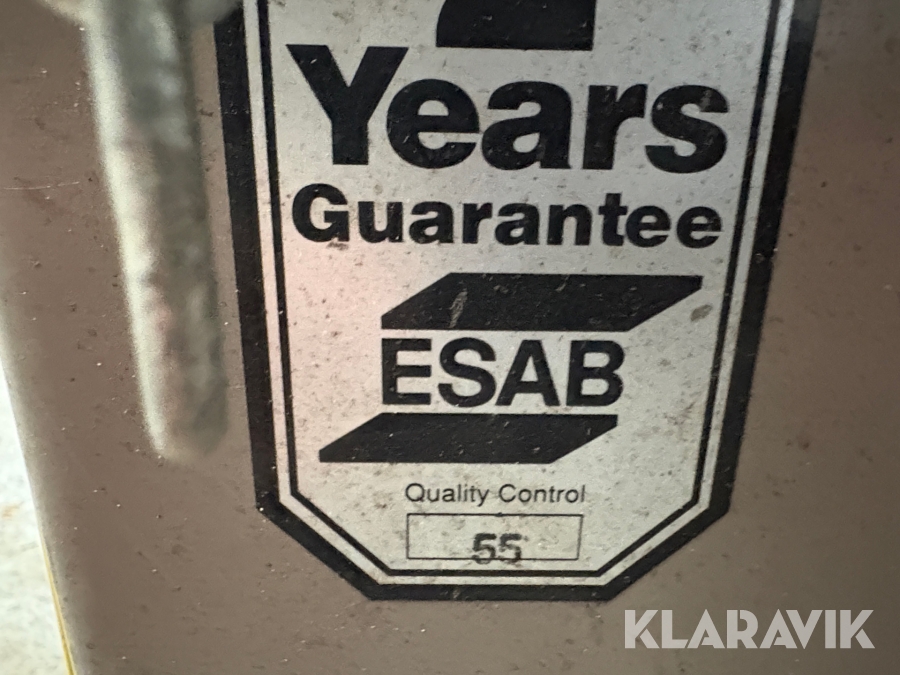 Years
Guarantee
ESAB
Quality Control
55
KLARAVIK